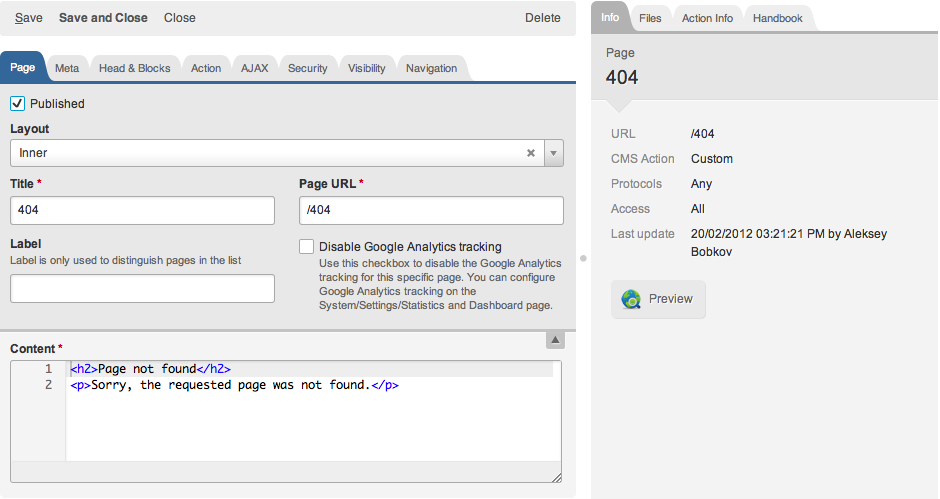 Save Save and Close Close Delete
Page Meta Head & Blocks Action AJAX Security Visibility Navigation
Published
Layout
Inner
Title * Page URL *
404 /404
Label
Label is only used to distinguish pages in the list
Disable Google Analytics tracking
Use this checkbox to disable the Google Analytics
tracking for this specific page. You can configure
Google Analytics tracking on the
System/Settings/Statistics and Dashboard page.
Content *
1 <h2>Page not found</h2>
2 <p>Sorry, the requested page was not found.</p>
Info Files Action Info Handbook
Page
404
URL /404
CMS Action Custom
Protocols Any
Access All
Last update 20/02/2012 03:21:21 PM by Aleksey
Bobkov
Preview